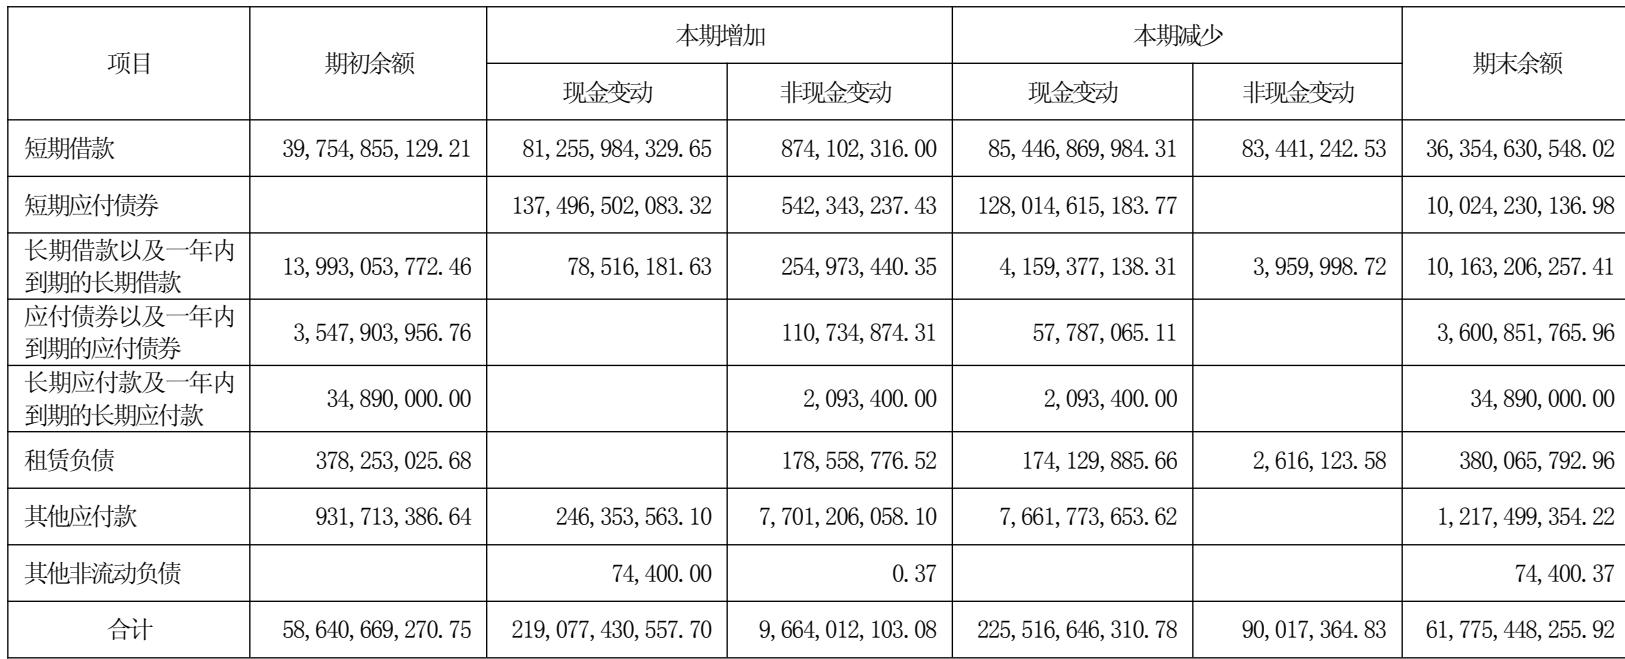 项目 期初余额 本期增加 本期减少 期末余额
现金变动 非现金变动 现金变动 非现金变动
短期借款 39,754,855,129.21 81,255,984,329.65 874,102,316.00 85,446,869,984.31 83,441,242.53 36,354,630,548.02
短期应付债券 137,496,502,083.32 542,343,237.43 128,014,615,183.77 10,024,230,136.98
长期借款以及一年内
到期的长期借款 13,993,053,772.46 78,516,181.63 254,973,440.35 4,159,377,138.31 3,959,998.72 10,163,206,257.41
应付债券以及一年内
到期的应付债券 3,547,903,956.76 110,734,874.31 57,787,065.11 3,600,851,765.96
长期应付款及一年内
到期的长期应付款 34,890,000.00 2,093,400.00 2,093,400.00 34,890,000.00
租赁负债 378,253,025.68 178,558,776.52 174,129,885.66 2,616,123.58 380,065,792.96
其他应付款 931,713,386.64 246,353,563.10 7,701,206,058.10 7,661,773,653.62 1,217,499,354.22
其他非流动负债 74,400.00 0.37 74,400.37
合计 58,640,669,270.75 219,077,430,557.70 9,664,012,103.08 225,516,646,310.78 90,017,364.83 61,775,448,255.92